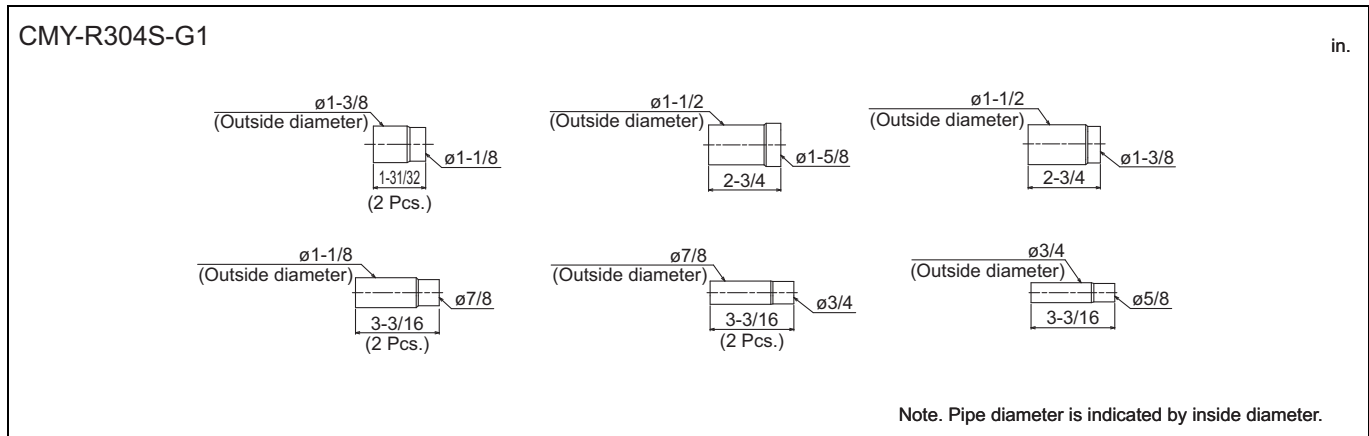 CMY-R304S-G1
in.
ø1-3/8
(Outside diameter)
ø1-1/8
1-31/32
(2 Pcs.)
ø1-1/2
(Outside diameter)
ø1-5/8
2-3/4
ø1-1/2
(Outside diameter)
ø1-3/8
2-3/4
ø1-1/8
(Outside diameter)
ø7/8
3-3/16
(2 Pcs.)
ø7/8
(Outside diameter)
ø3/4
3-3/16
(2 Pcs.)
ø3/4
(Outside diameter)
ø5/8
3-3/16
Note. Pipe diameter is indicated by inside diameter.